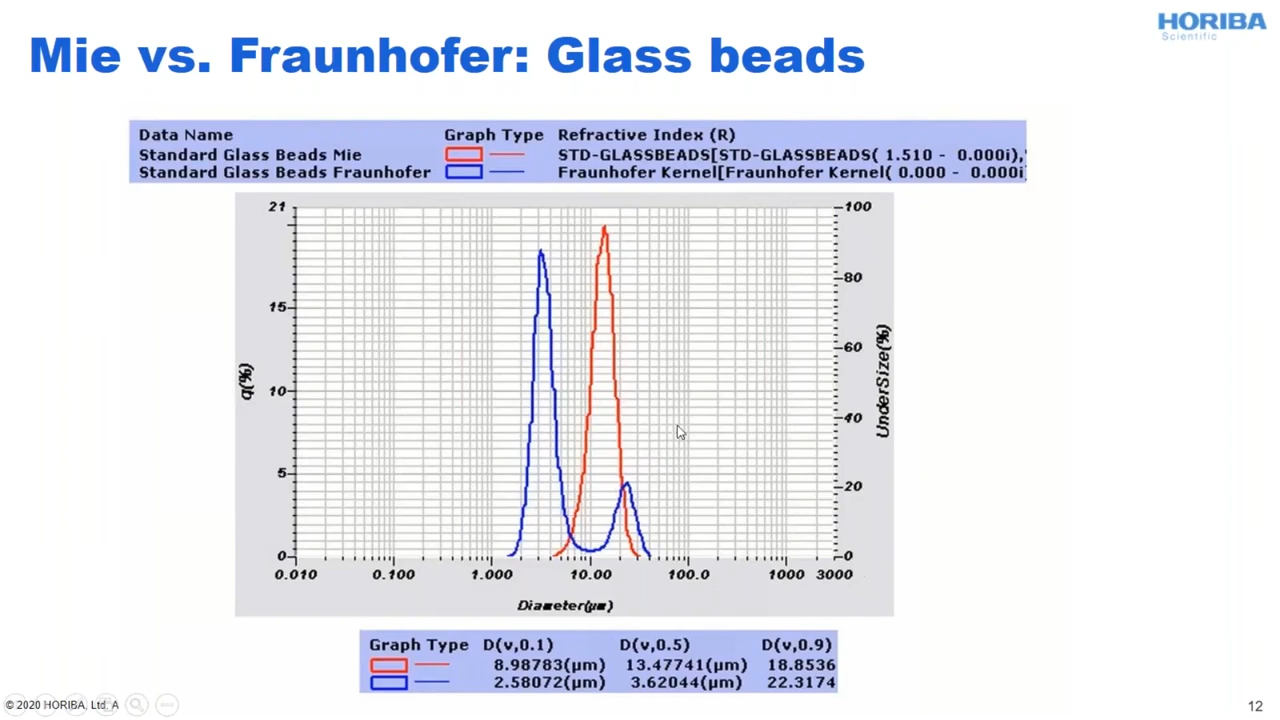 HORIBA
Scientific
Mie vs. Fraunhofer: Glass beads
Data Name Graph Type Refractive Index (R)
Standard Glass Beads Mie STD-GLASSBEADS[STD-GLASSBEADS( 1.510 - 0.000i),
Standard Glass Beads Fraunhofer Fraunhofer Kernel[Fraunhofer Kernel( 0.000 - 0.000i
21 100
80
15
60
q(%) 10 UnderSize(%)
40
5
20
0 0
0.010 0.100 1.000 10.00 100.0 1000 3000
Diameter(µm)
Graph Type D(v,0.1) D(v,0.5) D(v,0.9)
8.98783(µm) 13.47741(µm) 18.8536
2.58072(µm) 3.62044(µm) 22.3174
© 2020 HORIBA, Ltd. A 12